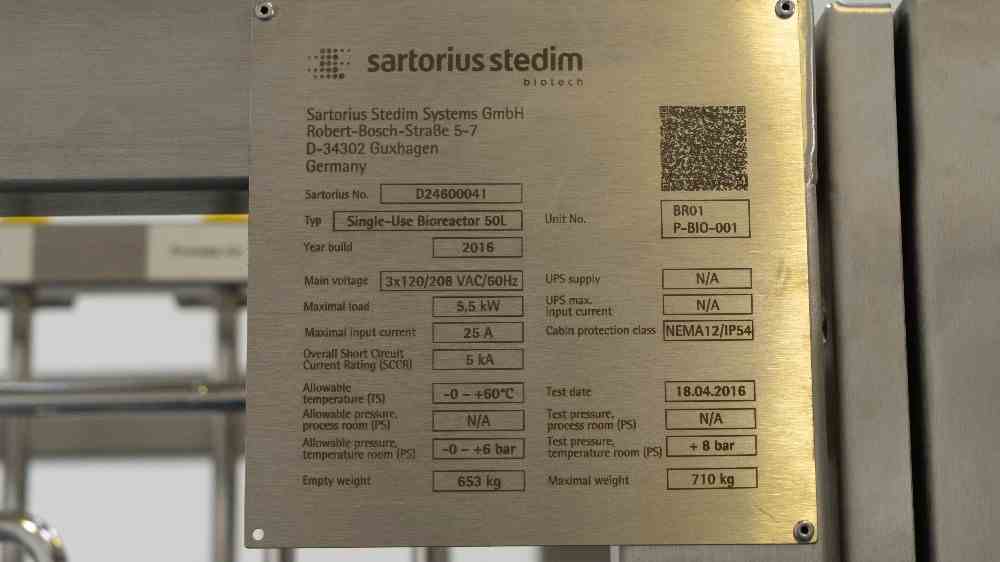 sartorius stedim
biotech
Sartorius Stedim Systems GmbH
Robert-Bosch-Straße 5-7
D-34302 Guxhagen
Germany
Sartorius No. D24600041
Typ Single-Use Bioreactor 50L
Unit No. BR01
P-BIO-001
Year build 2016
Main voltage 3x120/208 VAC/60Hz
UPS supply N/A
Maximal load 5,5 kW
UPS max.
input current N/A
Maximal input current 25 A
Cabin protection class NEMA12/IP54
Overall Short Circuit
Current Rating (SCCR) 5 kA
Allowable
temperature (TS) -0 – +60°C
Test date 18.04.2016
Allowable pressure,
process room (PS) N/A
Test pressure,
process room (PS) N/A
Allowable pressure,
temperature room (PS) -0 – +6 bar
Test pressure,
temperature room (PS) + 8 bar
Empty weight 653 kg
Maximal weight 710 kg